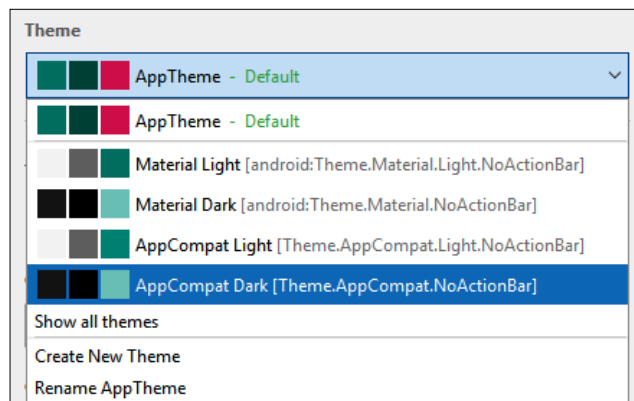 Theme
AppTheme - Default
AppTheme - Default
Material Light [android:Theme.Material.Light.NoActionBar]
Material Dark [android:Theme.Material.NoActionBar]
AppCompat Light [Theme.AppCompat.Light.NoActionBar]
AppCompat Dark [Theme.AppCompat.NoActionBar]
Show all themes
Create New Theme
Rename AppTheme